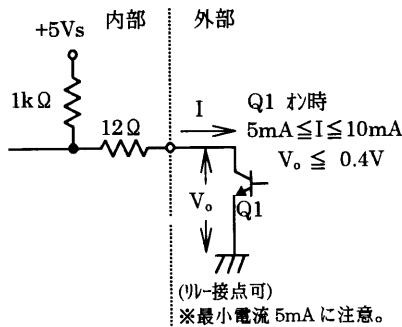 内部 外部
+5Vs
1kΩ
12Ω
I
Q1 オン時
5mA≦I≦10mA
Vo ≦ 0.4V
Vo
Q1
(リレー接点可)
※最小電流 5mA に注意。